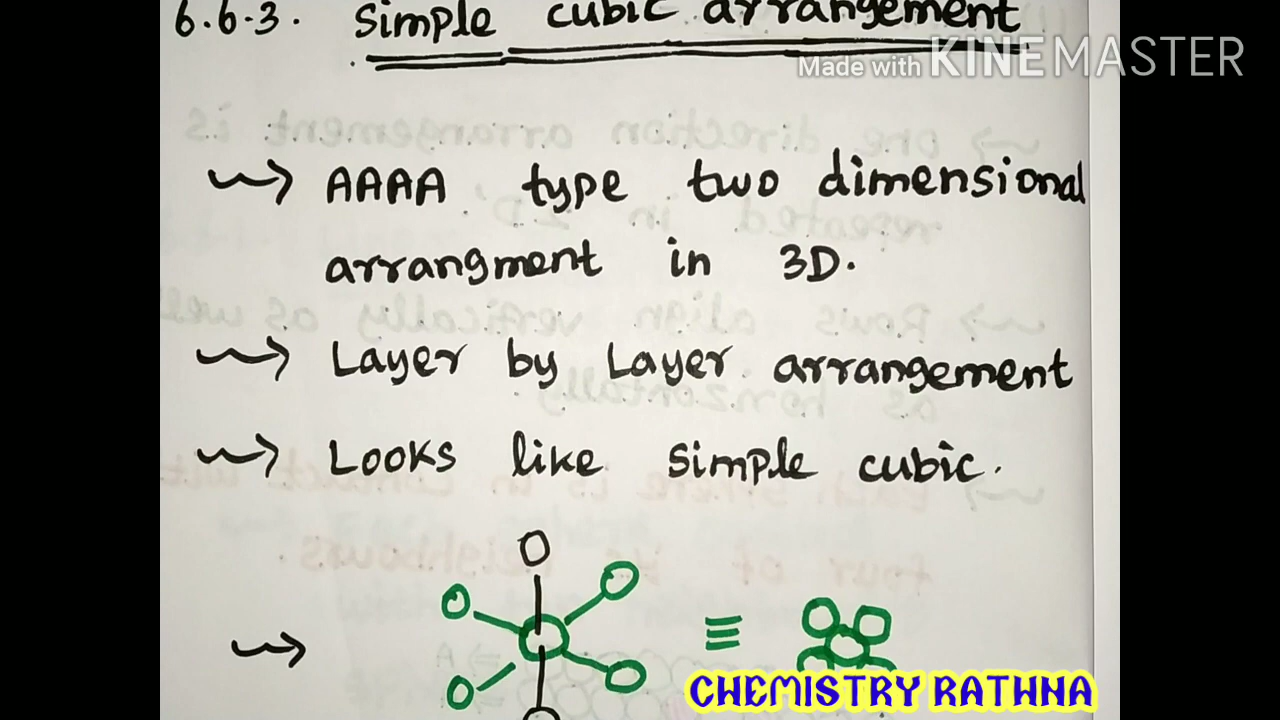 6.6.3. Simple cubic arrangement
Made with KINEMASTER
⇝ AAAA type two dimensional
arrangment in 3D.
⇝ Layer by Layer arrangement
⇝ Looks like simple cubic.
⇝ ≡
CHEMISTRY RATHNA